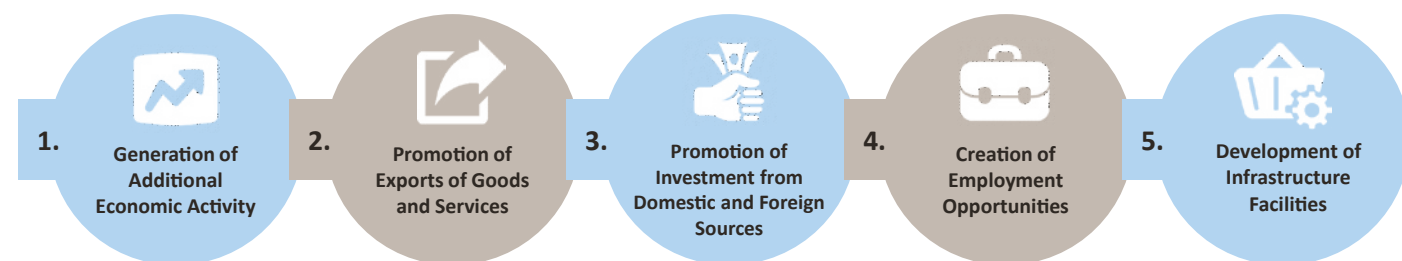 1.
Generation of
Additional
Economic Activity
2.
Promotion of
Exports of Goods
and Services
3.
Promotion of
Investment from
Domestic and Foreign
Sources
4.
Creation of
Employment
Opportunities
5.
Development of
Infrastructure
Facilities